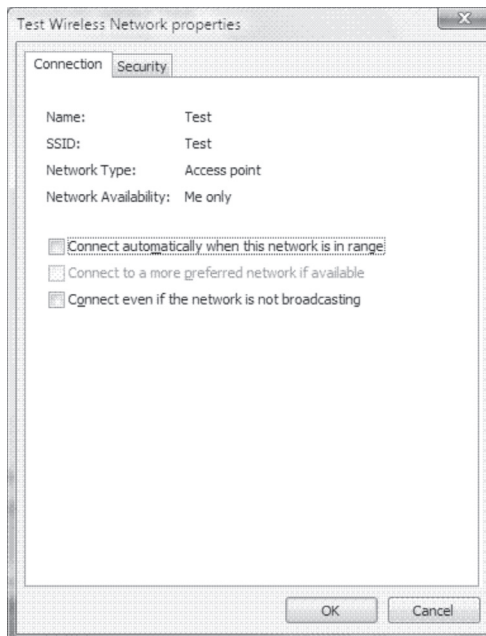 Test Wireless Network properties
Connection Security
Name: Test
SSID: Test
Network Type: Access point
Network Availability: Me only
Connect automatically when this network is in range
Connect to a more preferred network if available
Connect even if the network is not broadcasting
OK Cancel